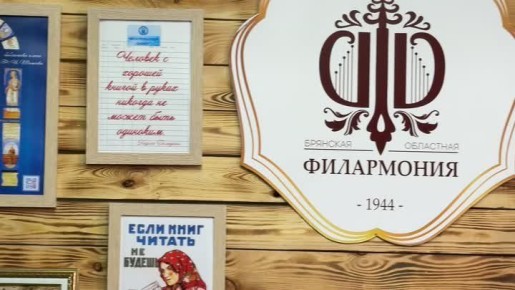 Человек с
хорошей
книгой в руках
никогда не
может быть
одиноким.
БРЯНСКАЯ ОБЛАСТНАЯ
ФИЛАРМОНИЯ
- 1944 -
ЕСЛИ КНИГ
ЧИТАТЬ
НЕ
БУДЕШЬ